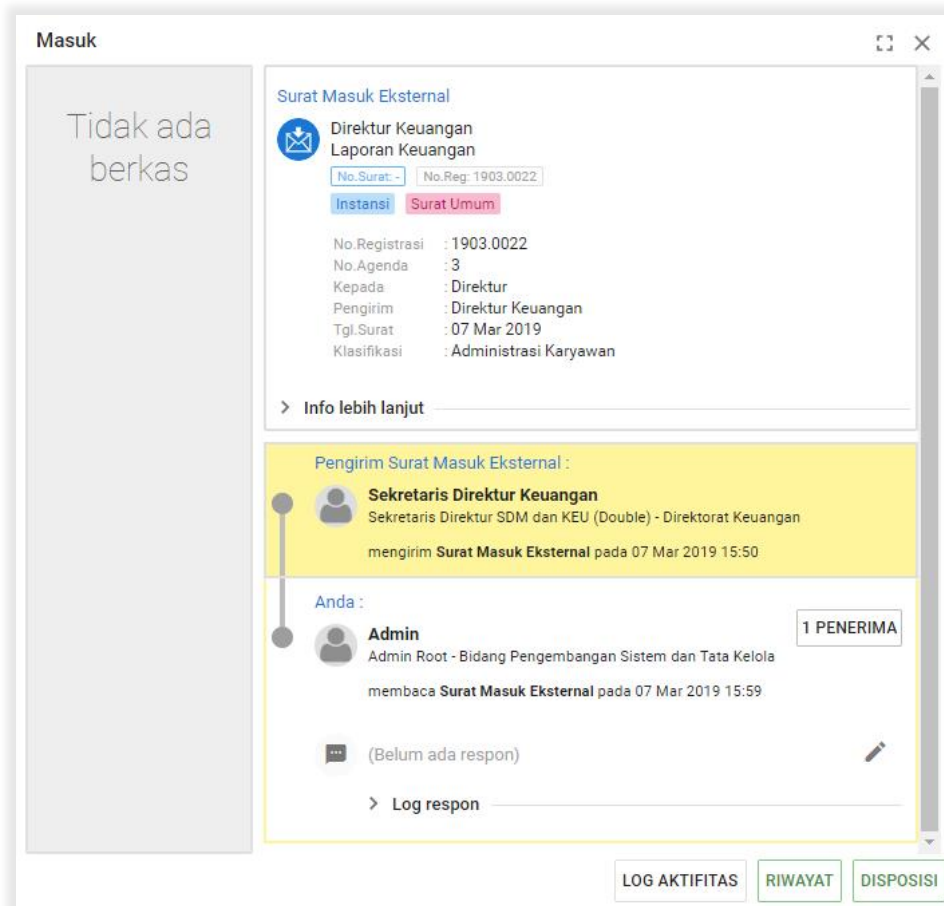 Masuk
Tidak ada
berkas
Surat Masuk Eksternal
Direktur Keuangan
Laporan Keuangan
No.Surat: - No.Reg: 1903.0022
Instansi Surat Umum
No.Registrasi : 1903.0022
No.Agenda : 3
Kepada : Direktur
Pengirim : Direktur Keuangan
Tgl.Surat : 07 Mar 2019
Klasifikasi : Administrasi Karyawan
Info lebih lanjut
Pengirim Surat Masuk Eksternal :
Sekretaris Direktur Keuangan
Sekretaris Direktur SDM dan KEU (Double) - Direktorat Keuangan
mengirim Surat Masuk Eksternal pada 07 Mar 2019 15:50
Anda :
1 PENERIMA
Admin
Admin Root - Bidang Pengembangan Sistem dan Tata Kelola
membaca Surat Masuk Eksternal pada 07 Mar 2019 15:59
(Belum ada respon)
Log respon
LOG AKTIFITAS RIWAYAT DISPOSISI